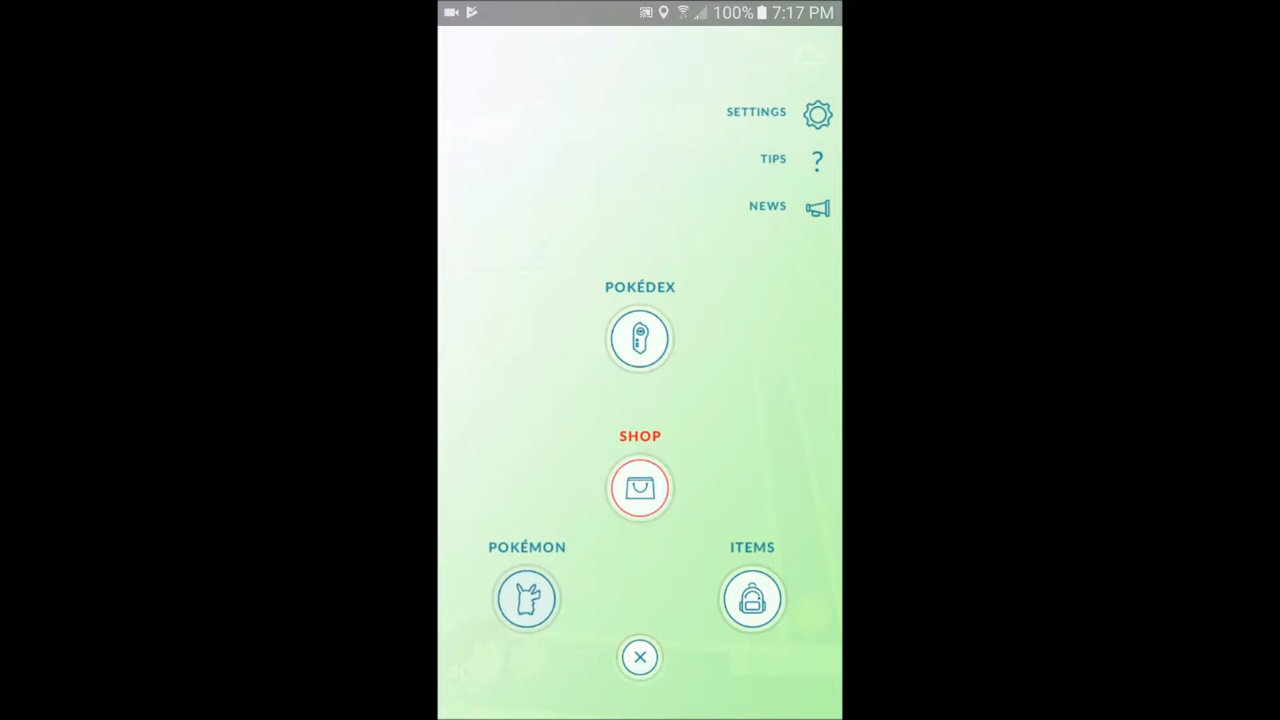 100% 7:17 PM
SETTINGS
TIPS
?
NEWS
POKÉDEX
SHOP
POKÉMON
ITEMS